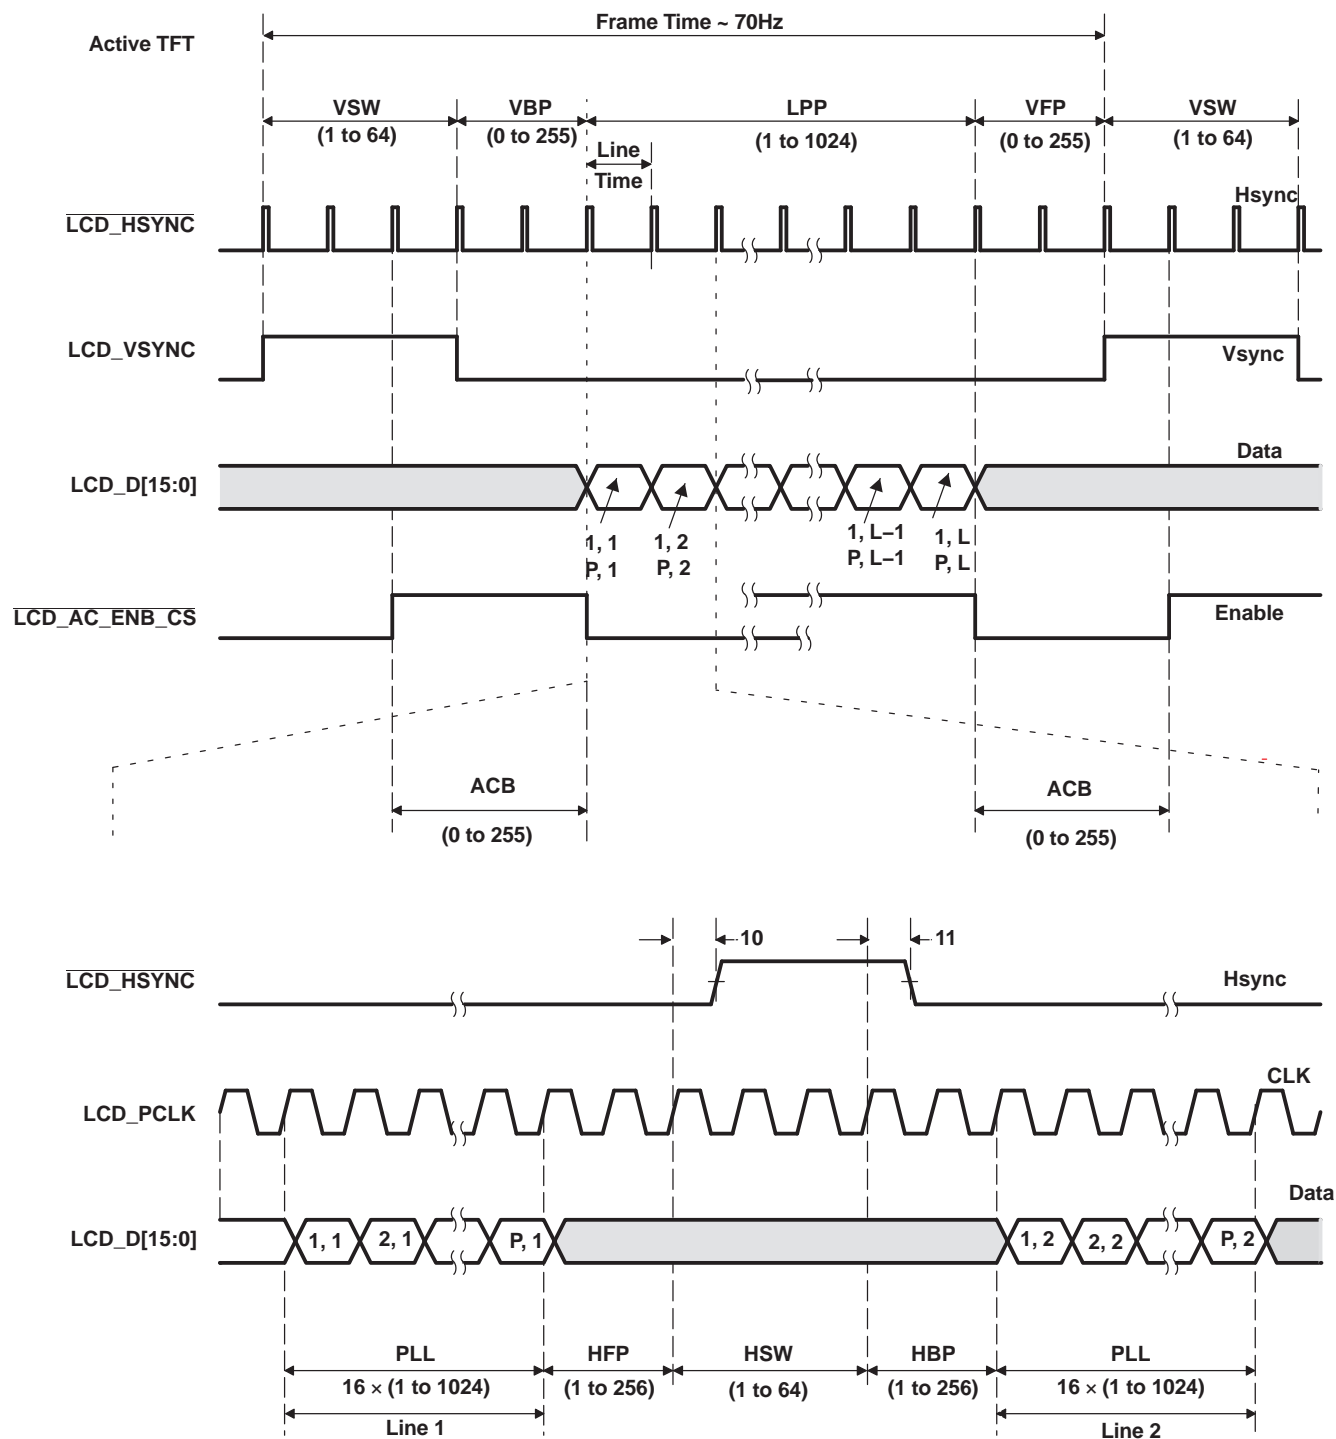 Frame Time ~ 70Hz
Active TFT
VSW VBP LPP VFP VSW
(1 to 64) (0 to 255) (1 to 1024) (0 to 255) (1 to 64)
Line
Time
Hsync
LCD_HSYNC
LCD_VSYNC
Vsync
Data
LCD_D[15:0]
1, 1 1, 2 1, L–1 1, L
P, 1 P, 2 P, L–1 P, L
LCD_AC_ENB_CS
Enable
ACB ACB
(0 to 255) (0 to 255)
10 11
LCD_HSYNC
Hsync
CLK
LCD_PCLK
Data
LCD_D[15:0]
1, 1 2, 1 P, 1 1, 2 2, 2 P, 2
PLL HFP HSW HBP PLL
16 × (1 to 1024) (1 to 256) (1 to 64) (1 to 256) 16 × (1 to 1024)
Line 1 Line 2